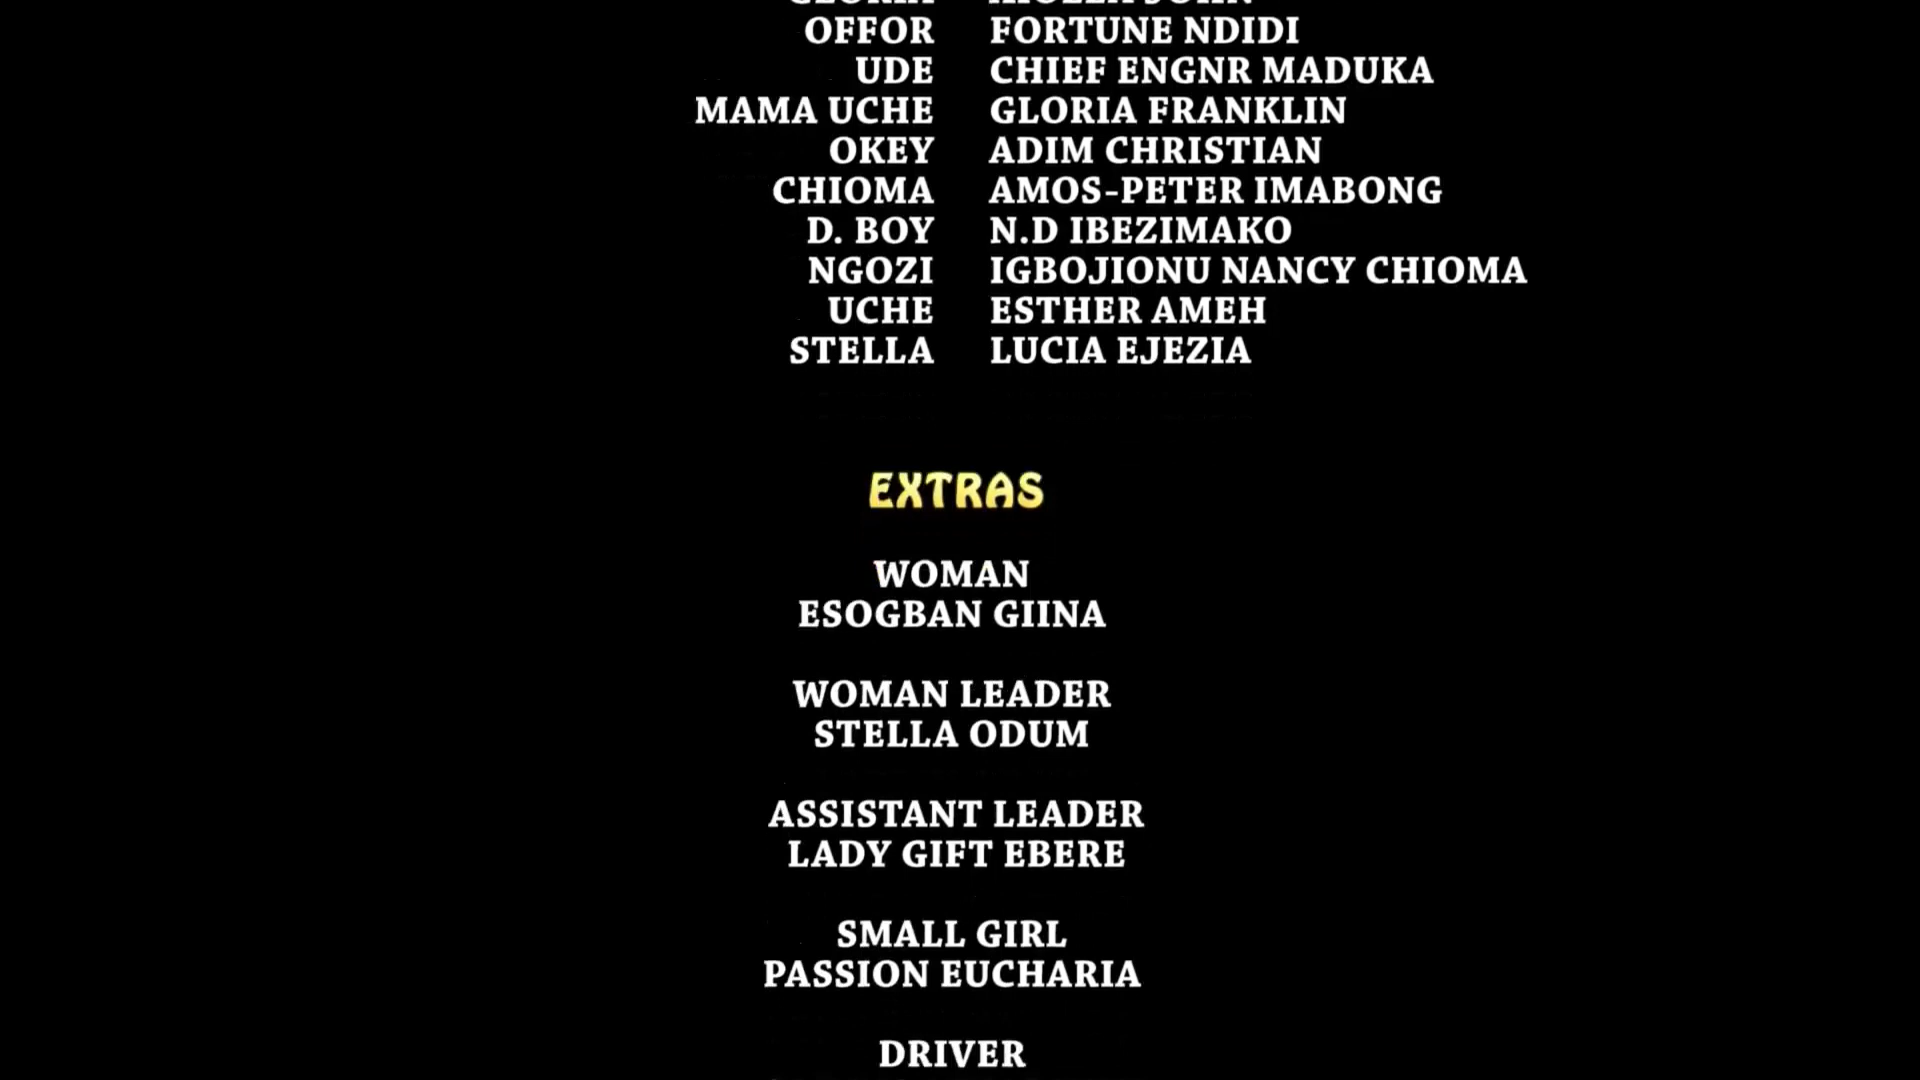 OFFOR FORTUNE NDIDI
UDE CHIEF ENGNR MADUKA
MAMA UCHE GLORIA FRANKLIN
OKEY ADIM CHRISTIAN
CHIOMA AMOS-PETER IMABONG
D. BOY N.D IBEZIMAKO
NGOZI IGBOJIONU NANCY CHIOMA
UCHE ESTHER AMEH
STELLA LUCIA EJEZIA
EXTRAS
WOMAN
ESOGBAN GIINA
WOMAN LEADER
STELLA ODUM
ASSISTANT LEADER
LADY GIFT EBERE
SMALL GIRL
PASSION EUCHARIA
DRIVER